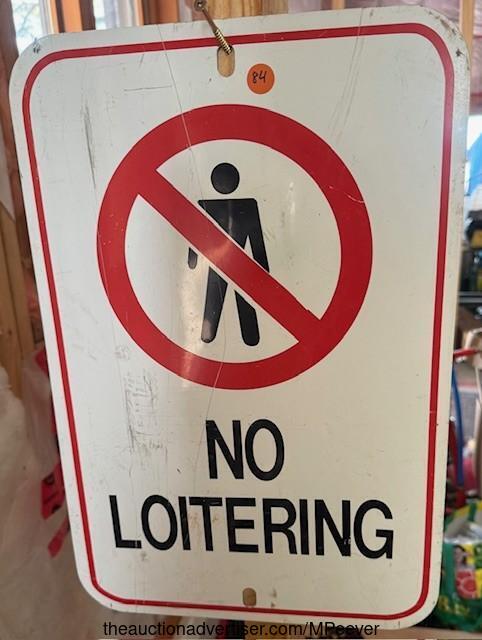 84
NO
LOITERING
theauctionadvertiser.com/MPeever